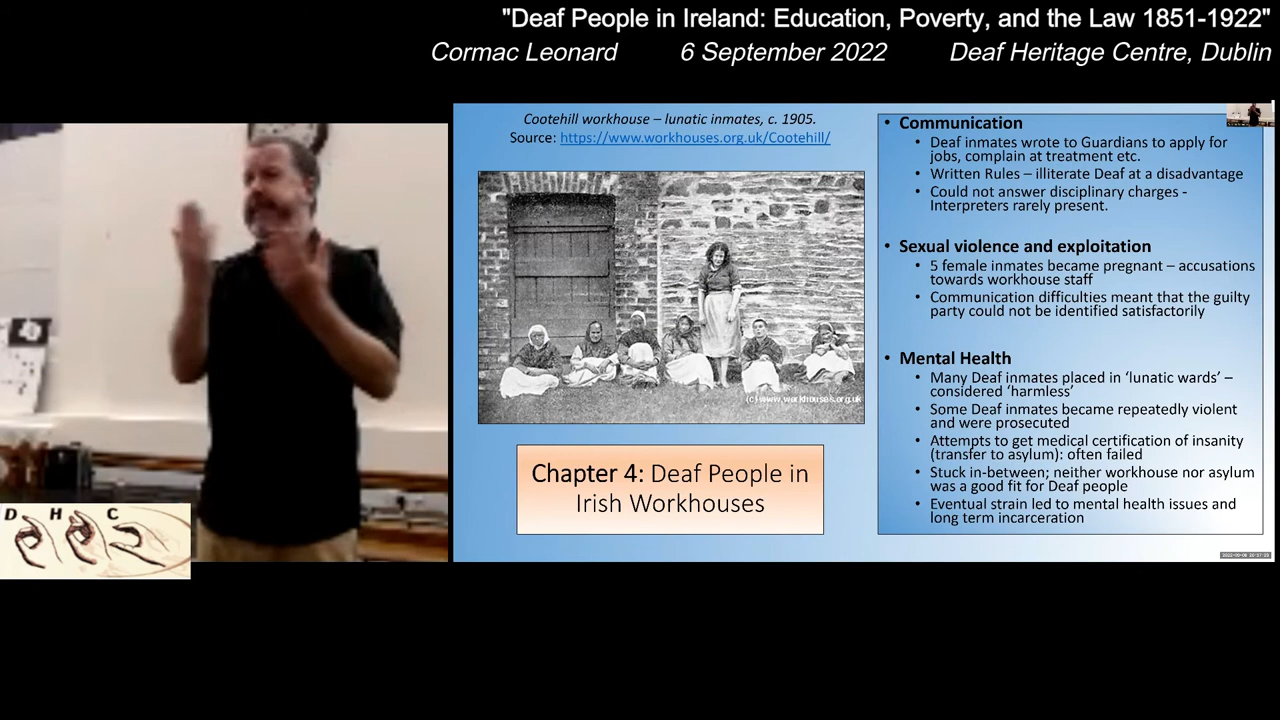 "Deaf People in Ireland: Education, Poverty, and the Law 1851-1922"
Cormac Leonard 6 September 2022 Deaf Heritage Centre, Dublin
Cootehill workhouse – lunatic inmates, c. 1905.
Source: https://www.workhouses.org.uk/Cootehill/
(c) www.workhouses.org.uk
Chapter 4: Deaf People in
Irish Workhouses
• Communication
• Deaf inmates wrote to Guardians to apply for
jobs, complain at treatment etc.
• Written Rules – illiterate Deaf at a disadvantage
• Could not answer disciplinary charges -
Interpreters rarely present.
• Sexual violence and exploitation
• 5 female inmates became pregnant – accusations
towards workhouse staff
• Communication difficulties meant that the guilty
party could not be identified satisfactorily
• Mental Health
• Many Deaf inmates placed in ‘lunatic wards’ –
considered ‘harmless’
• Some Deaf inmates became repeatedly violent
and were prosecuted
• Attempts to get medical certification of insanity
(transfer to asylum): often failed
• Stuck in-between; neither workhouse nor asylum
was a good fit for Deaf people
• Eventual strain led to mental health issues and
long term incarceration
D H C